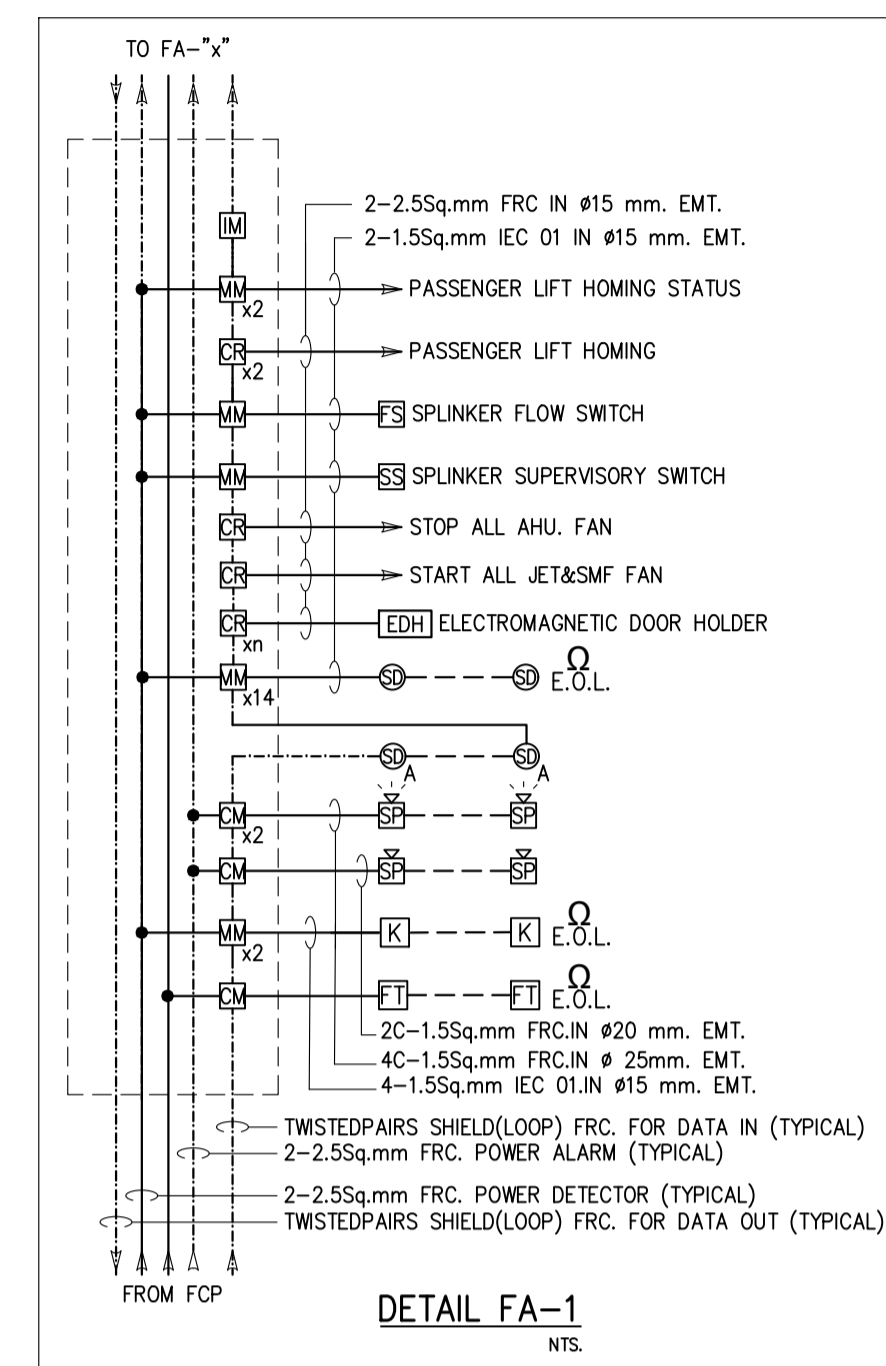 TO FA-"x"
2-2.5Sq.mm FRC IN ø15 mm. EMT.
2-1.5Sq.mm IEC 01 IN ø15 mm. EMT.
IM
MM x2 PASSENGER LIFT HOMING STATUS
CR x2 PASSENGER LIFT HOMING
MM FS SPLINKER FLOW SWITCH
MM SS SPLINKER SUPERVISORY SWITCH
CR STOP ALL AHU. FAN
CR START ALL JET&SMF FAN
CR xn EDH ELECTROMAGNETIC DOOR HOLDER
MM x14 SD SD Ω E.O.L.
SD A SD A
CM x2 SP SP
CM SP SP
MM x2 K K Ω E.O.L.
CM FT FT Ω E.O.L.
2C-1.5Sq.mm FRC.IN ø20 mm. EMT.
4C-1.5Sq.mm FRC.IN ø 25mm. EMT.
4-1.5Sq.mm IEC 01.IN ø15 mm. EMT.
TWISTEDPAIRS SHIELD(LOOP) FRC. FOR DATA IN (TYPICAL)
2-2.5Sq.mm FRC. POWER ALARM (TYPICAL)
2-2.5Sq.mm FRC. POWER DETECTOR (TYPICAL)
TWISTEDPAIRS SHIELD(LOOP) FRC. FOR DATA OUT (TYPICAL)
FROM FCP
DETAIL FA-1
NTS.